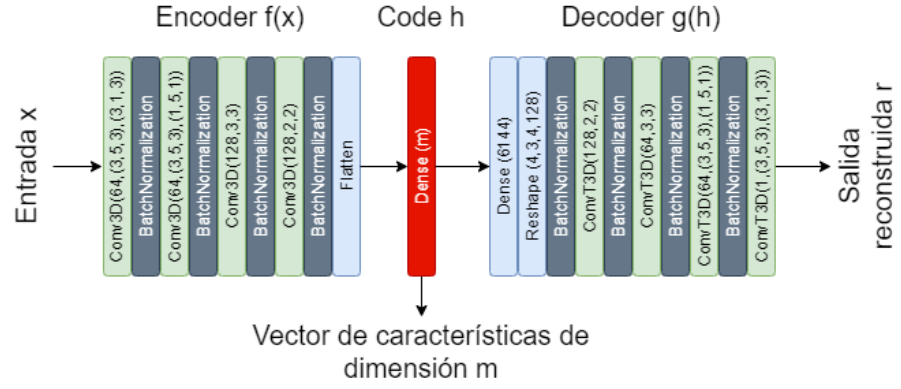 Encoder f(x)
Code h
Decoder g(h)
Entrada x
Conv3D(64,(3,5,3),(3,1,3))
BatchNormalization
Conv3D(64,(3,5,3),(1,5,1))
BatchNormalization
Conv3D(128,3,3)
BatchNormalization
Conv3D(128,2,2)
BatchNormalization
Flatten
Dense (m)
Dense (6144)
Reshape (4,3,4,128)
BatchNormalization
ConvT3D(128,2,2)
BatchNormalization
ConvT3D(64,3,3)
BatchNormalization
ConvT3D(64,(3,5,3),(1,5,1))
BatchNormalization
ConvT3D(1,(3,5,3),(3,1,3))
Salida
reconstruida r
Vector de características de
dimensión m